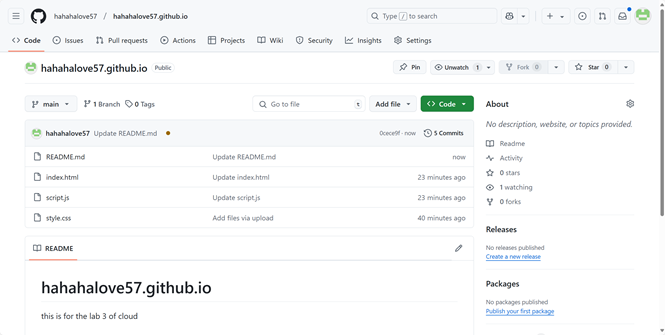 hahahalove57 / hahahalove57.github.io
Type / to search
Code
Issues
Pull requests
Actions
Projects
Wiki
Security
Insights
Settings
hahahalove57.github.io Public
Pin
Unwatch 1
Fork 0
Star 0
main
1 Branch
0 Tags
Go to file t
Add file
Code
hahahalove57 Update README.md
0cece9f · now
5 Commits
README.md Update README.md now
index.html Update index.html 23 minutes ago
script.js Update script.js 23 minutes ago
style.css Add files via upload 40 minutes ago
README
hahahalove57.github.io
this is for the lab 3 of cloud
About
No description, website, or topics provided.
Readme
Activity
0 stars
1 watching
0 forks
Releases
No releases published
Create a new release
Packages
No packages published
Publish your first package